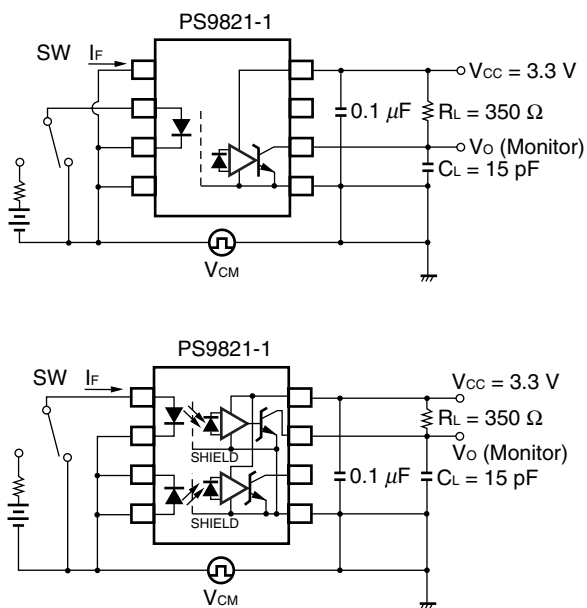 PS9821-1
SW IF
VCC = 3.3 V
0.1 μF
RL = 350 Ω
VO (Monitor)
CL = 15 pF
VCM
PS9821-1
SW IF
VCC = 3.3 V
RL = 350 Ω
VO (Monitor)
SHIELD
0.1 μF
CL = 15 pF
SHIELD
VCM